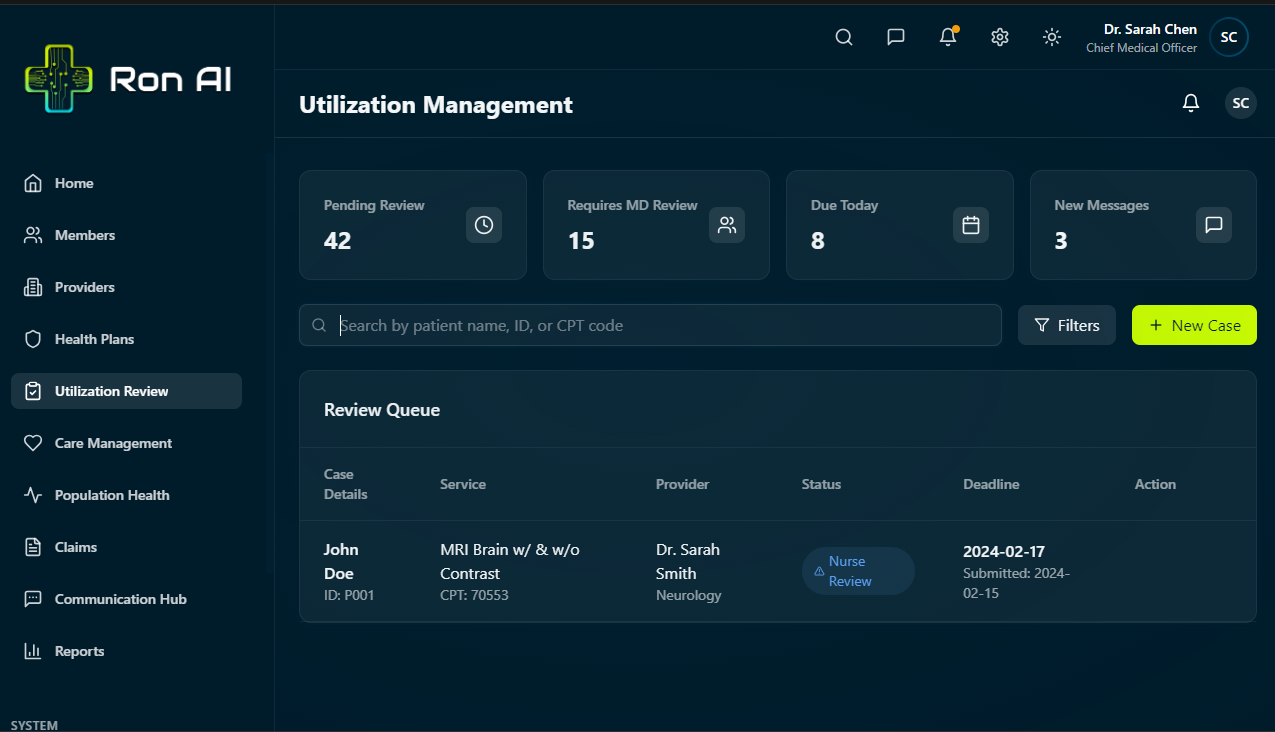 Ron AI
Dr. Sarah Chen
Chief Medical Officer
SC
Utilization Management
SC
Home
Members
Providers
Health Plans
Utilization Review
Care Management
Population Health
Claims
Communication Hub
Reports
SYSTEM
Pending Review
42
Requires MD Review
15
Due Today
8
New Messages
3
Search by patient name, ID, or CPT code
Filters
+ New Case
Review Queue
Case
Details
Service
Provider
Status
Deadline
Action
John
Doe
ID: P001
MRI Brain w/ & w/o
Contrast
CPT: 70553
Dr. Sarah
Smith
Neurology
Nurse
Review
2024-02-17
Submitted: 2024-
02-15